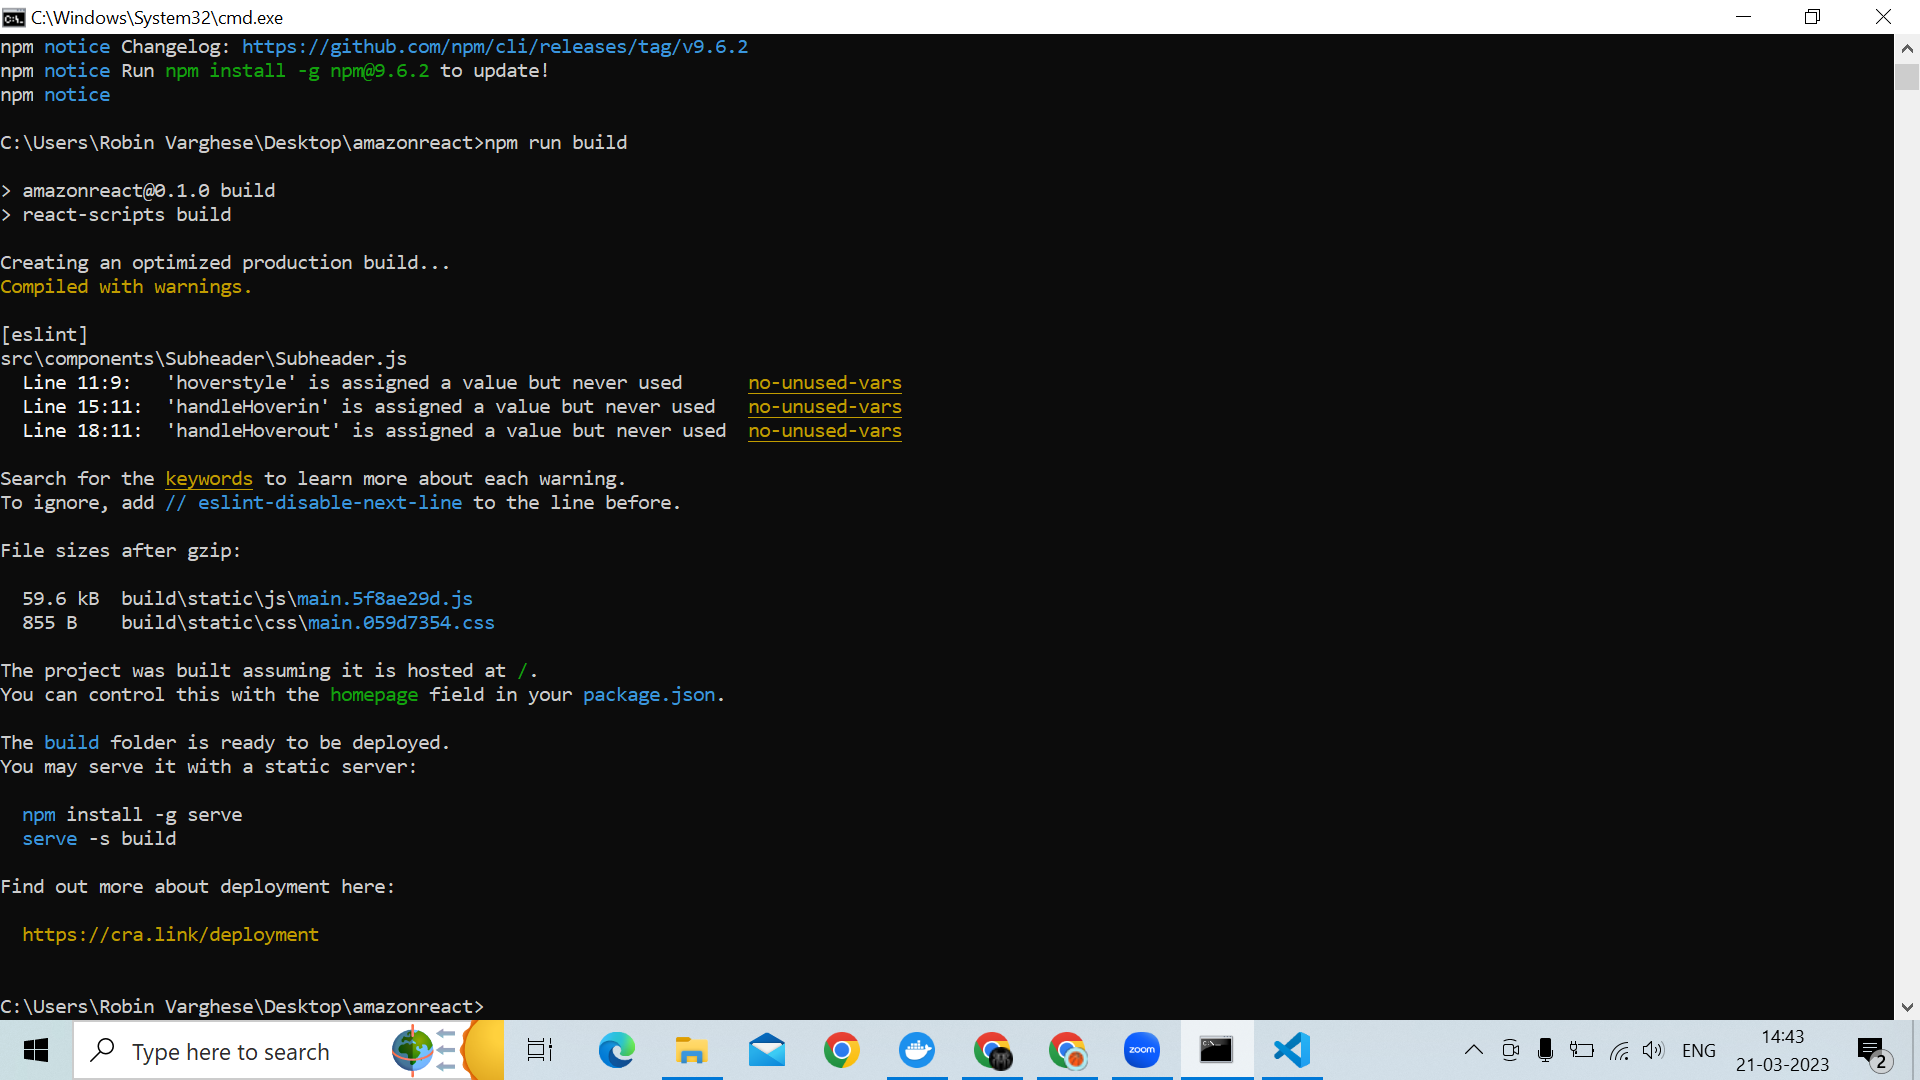 C:\Windows\System32\cmd.exe
npm notice Changelog: https://github.com/npm/cli/releases/tag/v9.6.2
npm notice Run npm install -g npm@9.6.2 to update!
npm notice
C:\Users\Robin Varghese\Desktop\amazonreact>npm run build
> amazonreact@0.1.0 build
> react-scripts build
Creating an optimized production build...
Compiled with warnings.
[eslint]
src\components\Subheader\Subheader.js
Line 11:9: 'hoverstyle' is assigned a value but never used no-unused-vars
Line 15:11: 'handleHoverin' is assigned a value but never used no-unused-vars
Line 18:11: 'handleHoverout' is assigned a value but never used no-unused-vars
Search for the keywords to learn more about each warning.
To ignore, add // eslint-disable-next-line to the line before.
File sizes after gzip:
59.6 kB build\static\js\main.5f8ae29d.js
855 B build\static\css\main.059d7354.css
The project was built assuming it is hosted at /.
You can control this with the homepage field in your package.json.
The build folder is ready to be deployed.
You may serve it with a static server:
npm install -g serve
serve -s build
Find out more about deployment here:
https://cra.link/deployment
C:\Users\Robin Varghese\Desktop\amazonreact>
Type here to search
zoom
ENG
14:43
21-03-2023
2